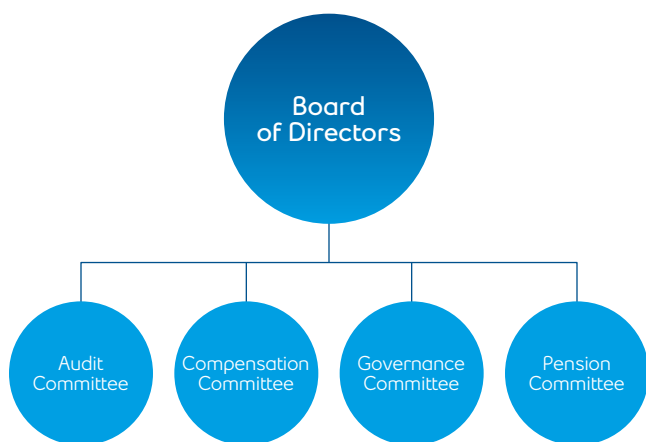 Board
of Directors
Audit
Committee
Compensation
Committee
Governance
Committee
Pension
Committee